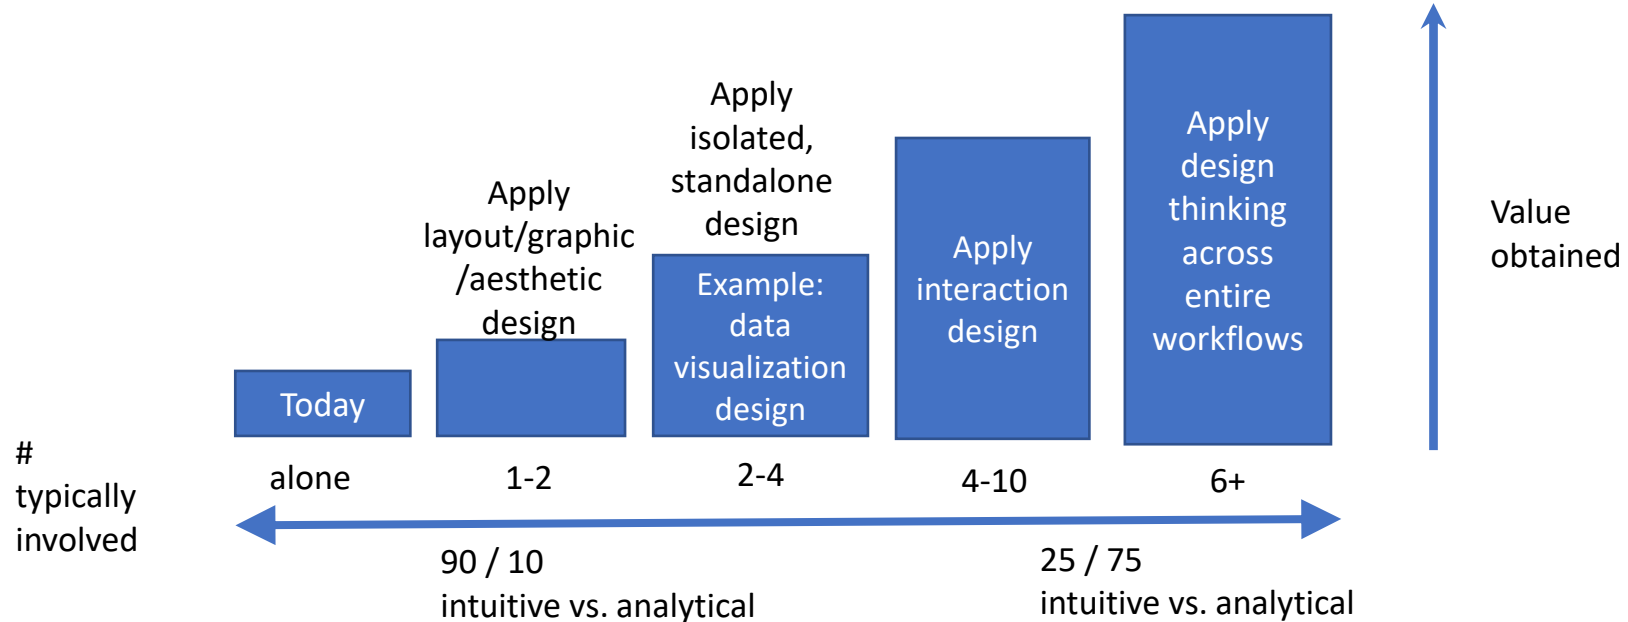 Today
Apply
layout/graphic
/aesthetic
design
Apply
isolated,
standalone
design
Example:
data
visualization
design
Apply
interaction
design
Apply
design
thinking
across
entire
workflows
Value
obtained
#
typically
involved
alone
1-2
2-4
4-10
6+
90 / 10
intuitive vs. analytical
25 / 75
intuitive vs. analytical